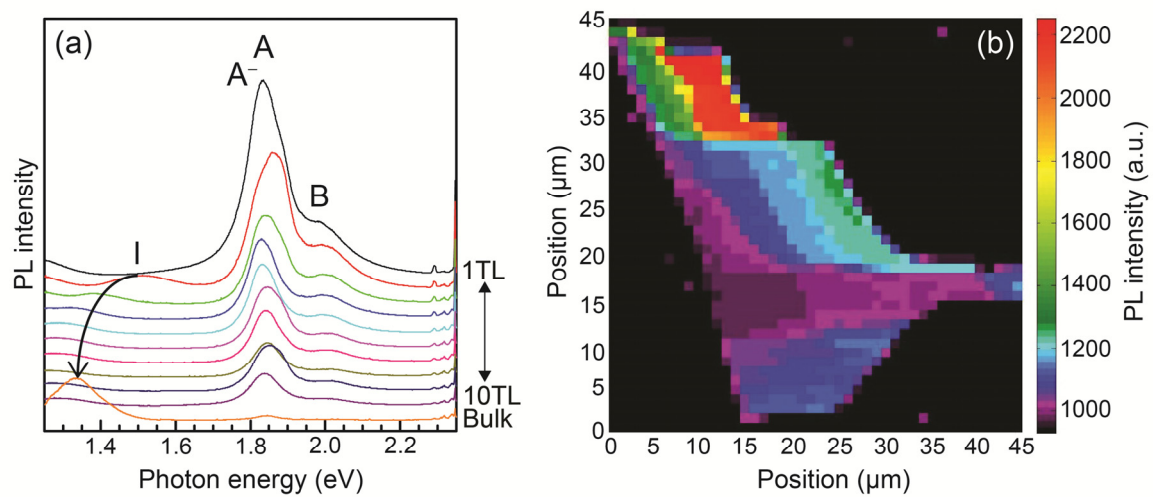 (a)
A
A⁻
B
I
1TL
10TL
Bulk
PL intensity
1.4 1.6 1.8 2.0 2.2
Photon energy (eV)
(b)
45
40
35
30
25
20
15
10
5
0
Position (µm)
0 5 10 15 20 25 30 35 40 45
Position (µm)
2200
2000
1800
1600
1400
1200
1000
PL intensity (a.u.)